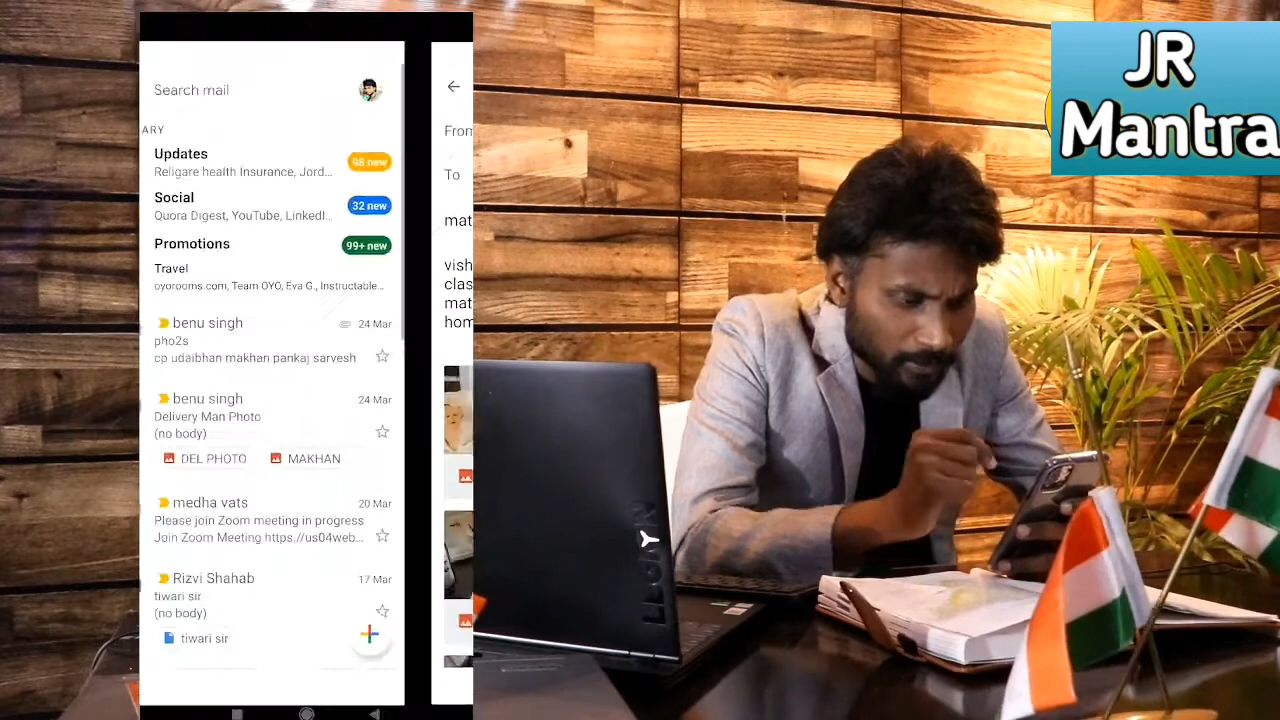 Search mail
ARY
Updates
98 new
Religare health Insurance, Jord...
Social
32 new
Quora Digest, YouTube, LinkedI...
Promotions
99+ new
Travel
oyorooms.com, Team OYO, Eva G., Instructable...
benu singh
24 Mar
pho2s
cp udaibhan makhan pankaj sarvesh
benu singh
24 Mar
Delivery Man Photo
(no body)
DEL PHOTO
MAKHAN
medha vats
20 Mar
Please join Zoom meeting in progress
Join Zoom Meeting https://us04web...
Rizvi Shahab
17 Mar
tiwari sir
(no body)
tiwari sir
From
To
mat
vish
clas
mat
hom
LEGION
JR
Mantra